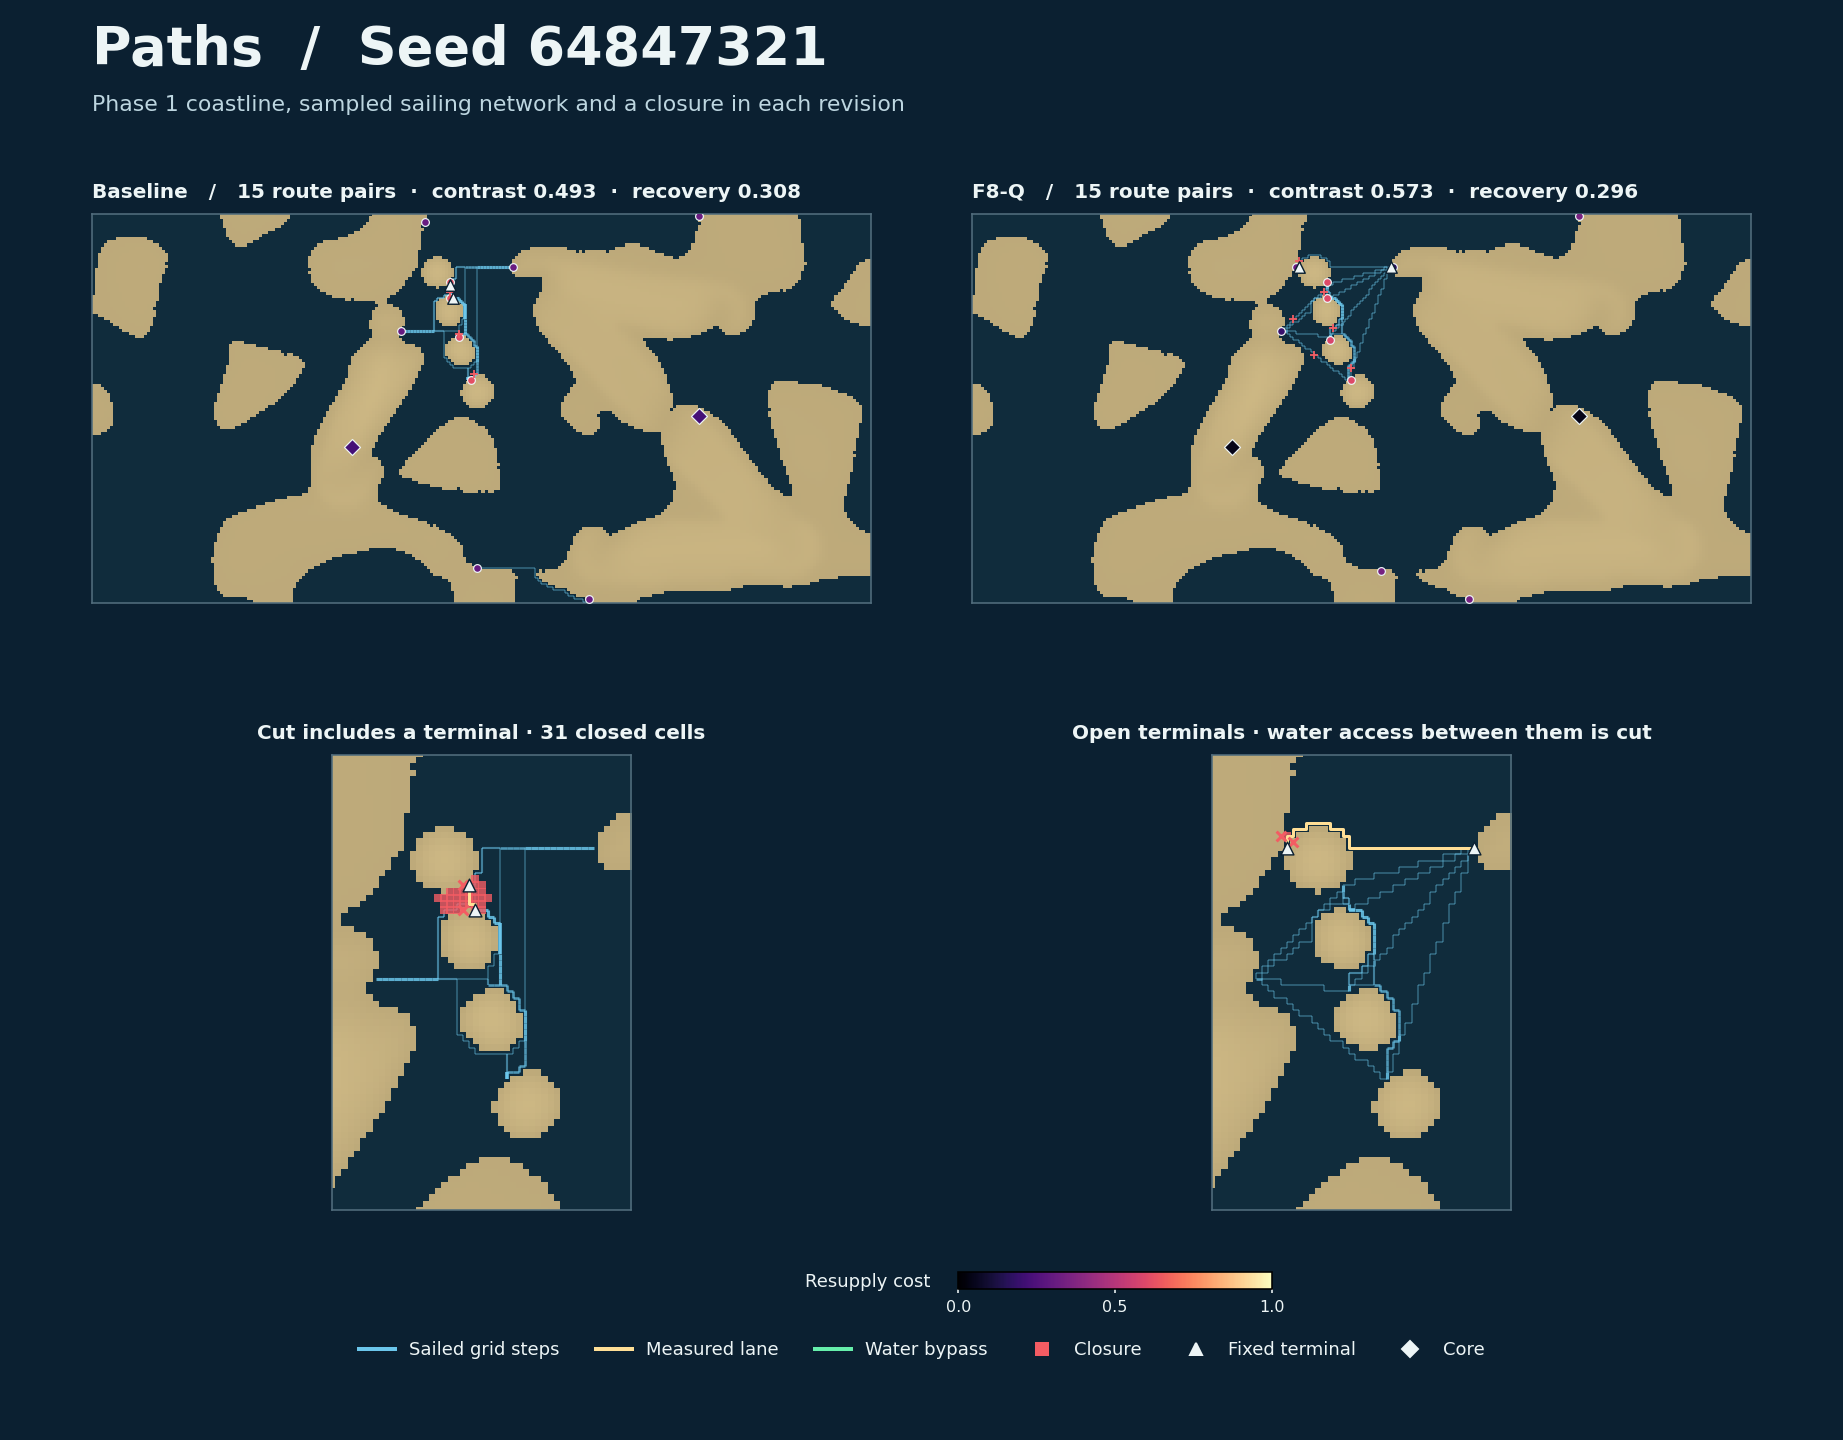 Paths / Seed 64847321
Phase 1 coastline, sampled sailing network and a closure in each revision
Baseline / 15 route pairs · contrast 0.493 · recovery 0.308
F8-Q / 15 route pairs · contrast 0.573 · recovery 0.296
Cut includes a terminal · 31 closed cells
Open terminals · water access between them is cut
Resupply cost
0.0 0.5 1.0
Sailed grid steps Measured lane Water bypass Closure Fixed terminal Core